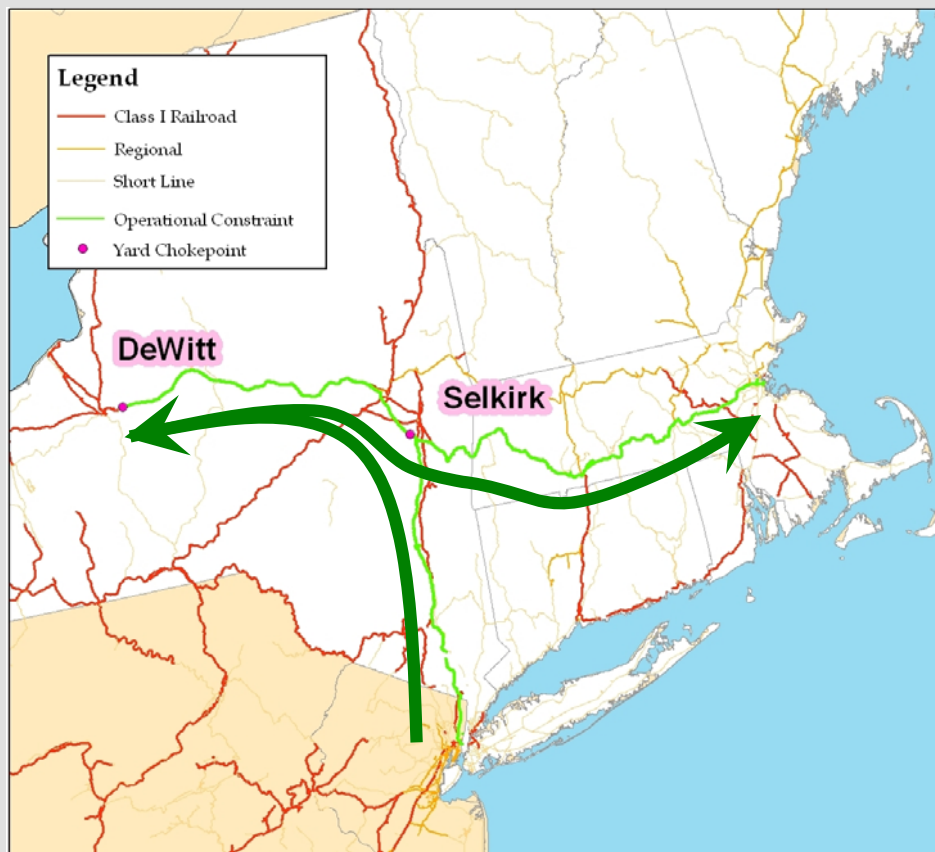 Legend
Class I Railroad
Regional
Short Line
Operational Constraint
Yard Chokepoint
DeWitt
Selkirk